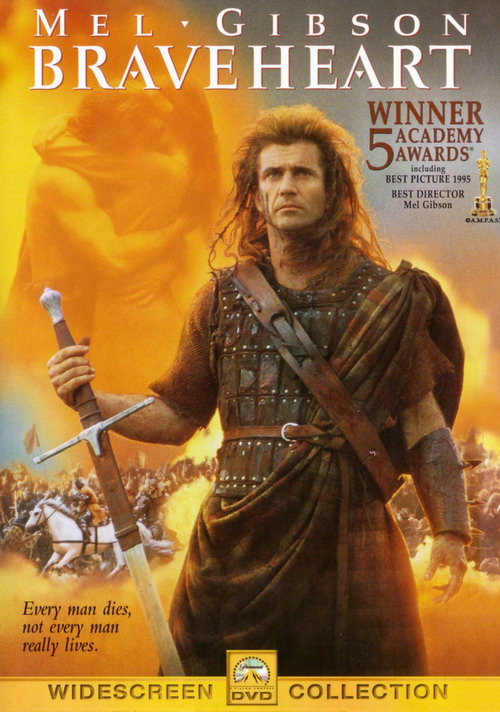 MEL · GIBSON
BRAVEHEART
WINNER
5 ACADEMY
AWARDS®
including
BEST PICTURE 1995
BEST DIRECTOR
Mel Gibson
©A.M.P.A.S.®
Every man dies,
not every man
really lives.
Paramount
WIDESCREEN DVD COLLECTION